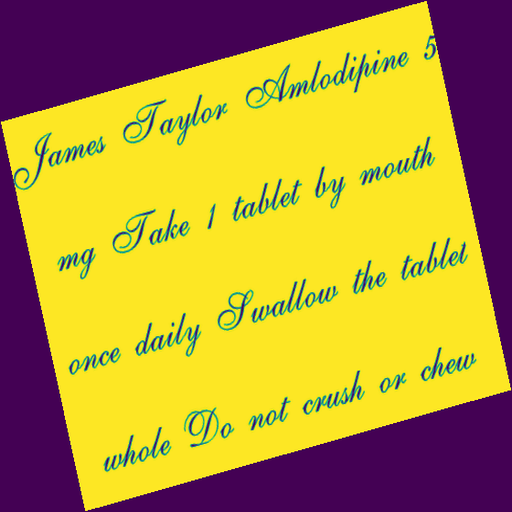 James Taylor Amlodipine 5
mg Take 1 tablet by mouth
once daily Swallow the tablet
whole Do not crush or chew